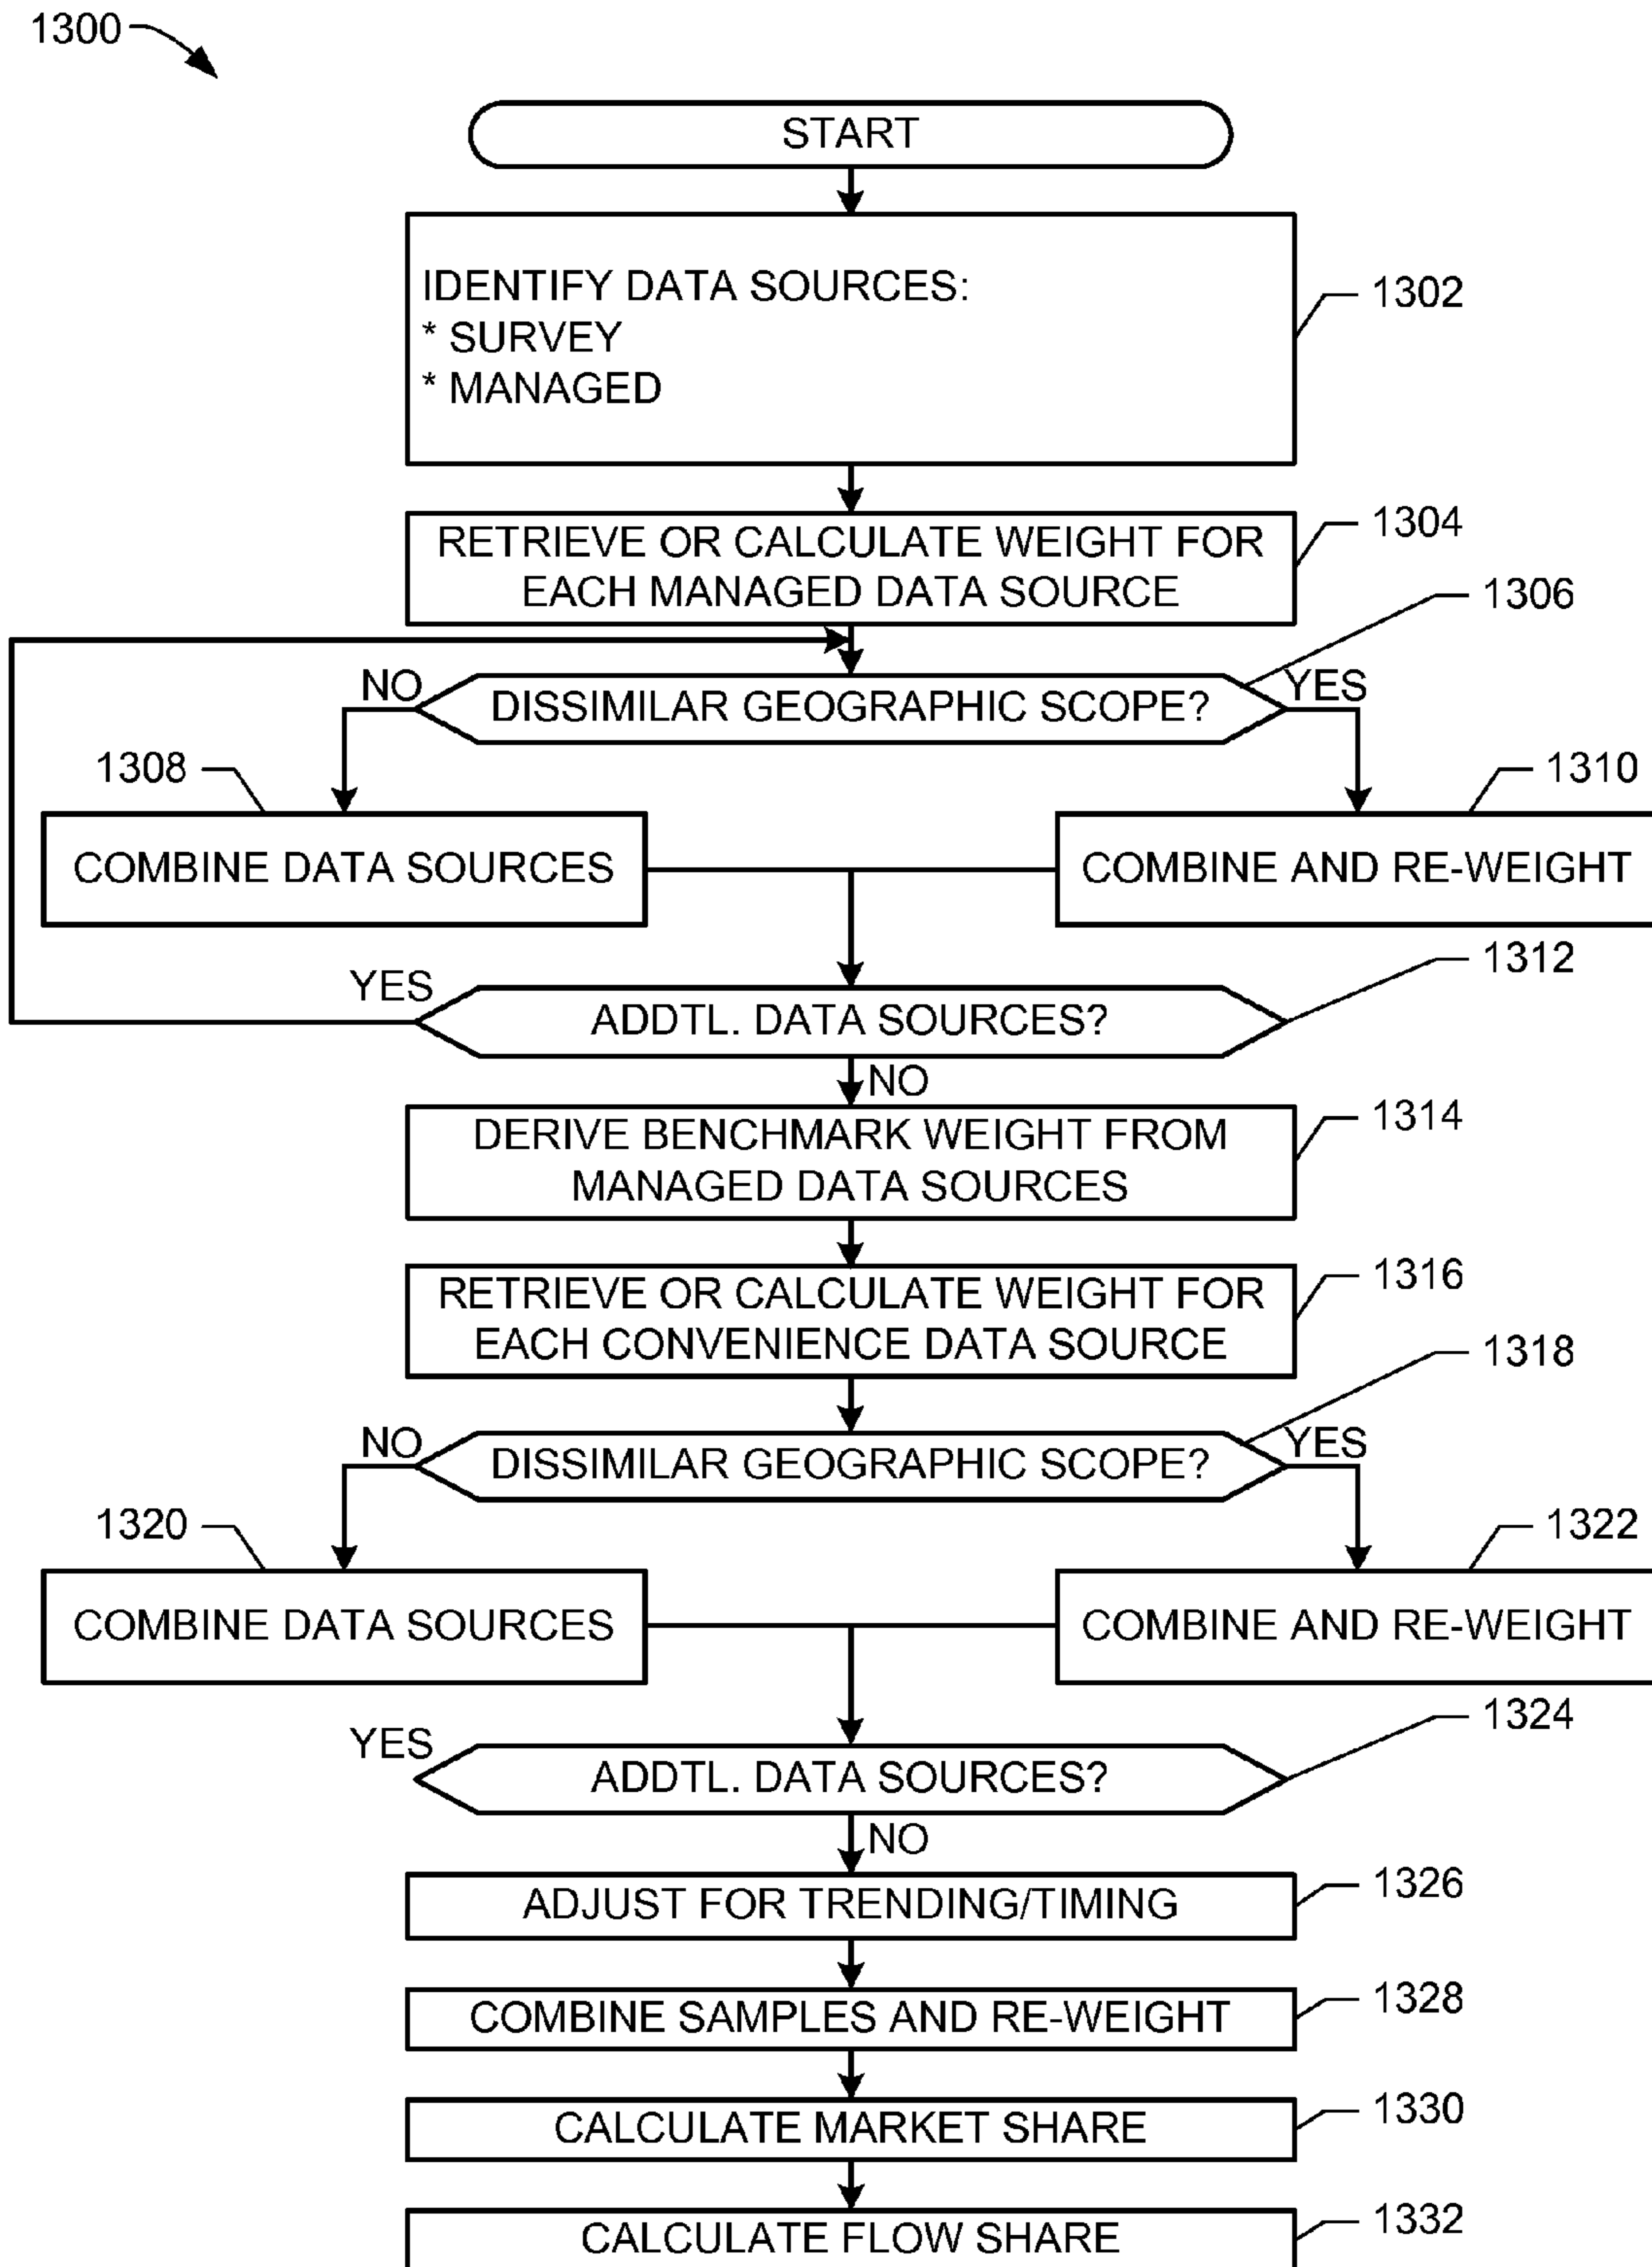 1300
START
IDENTIFY DATA SOURCES:
* SURVEY
* MANAGED
1302
RETRIEVE OR CALCULATE WEIGHT FOR
EACH MANAGED DATA SOURCE
1304
1306
NO
DISSIMILAR GEOGRAPHIC SCOPE?
YES
1308
1310
COMBINE DATA SOURCES
COMBINE AND RE-WEIGHT
1312
YES
ADDTL. DATA SOURCES?
NO
DERIVE BENCHMARK WEIGHT FROM
MANAGED DATA SOURCES
1314
RETRIEVE OR CALCULATE WEIGHT FOR
EACH CONVENIENCE DATA SOURCE
1316
1318
NO
DISSIMILAR GEOGRAPHIC SCOPE?
YES
1320
1322
COMBINE DATA SOURCES
COMBINE AND RE-WEIGHT
1324
YES
ADDTL. DATA SOURCES?
NO
ADJUST FOR TRENDING/TIMING
1326
COMBINE SAMPLES AND RE-WEIGHT
1328
CALCULATE MARKET SHARE
1330
CALCULATE FLOW SHARE
1332